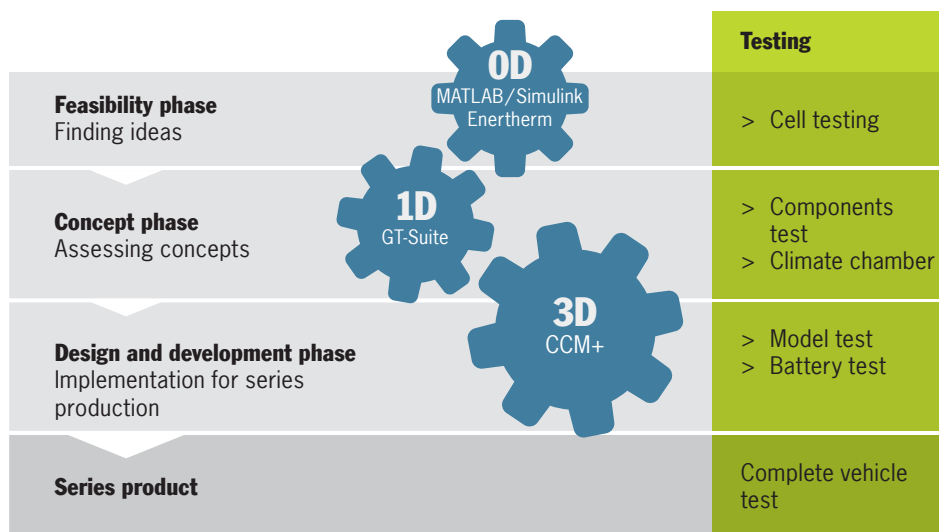 Testing
Feasibility phase
Finding ideas
0D
MATLAB/Simulink
Enertherm
> Cell testing
Concept phase
Assessing concepts
1D
GT-Suite
> Components
test
> Climate chamber
Design and development phase
Implementation for series
production
3D
CCM+
> Model test
> Battery test
Series product
Complete vehicle
test